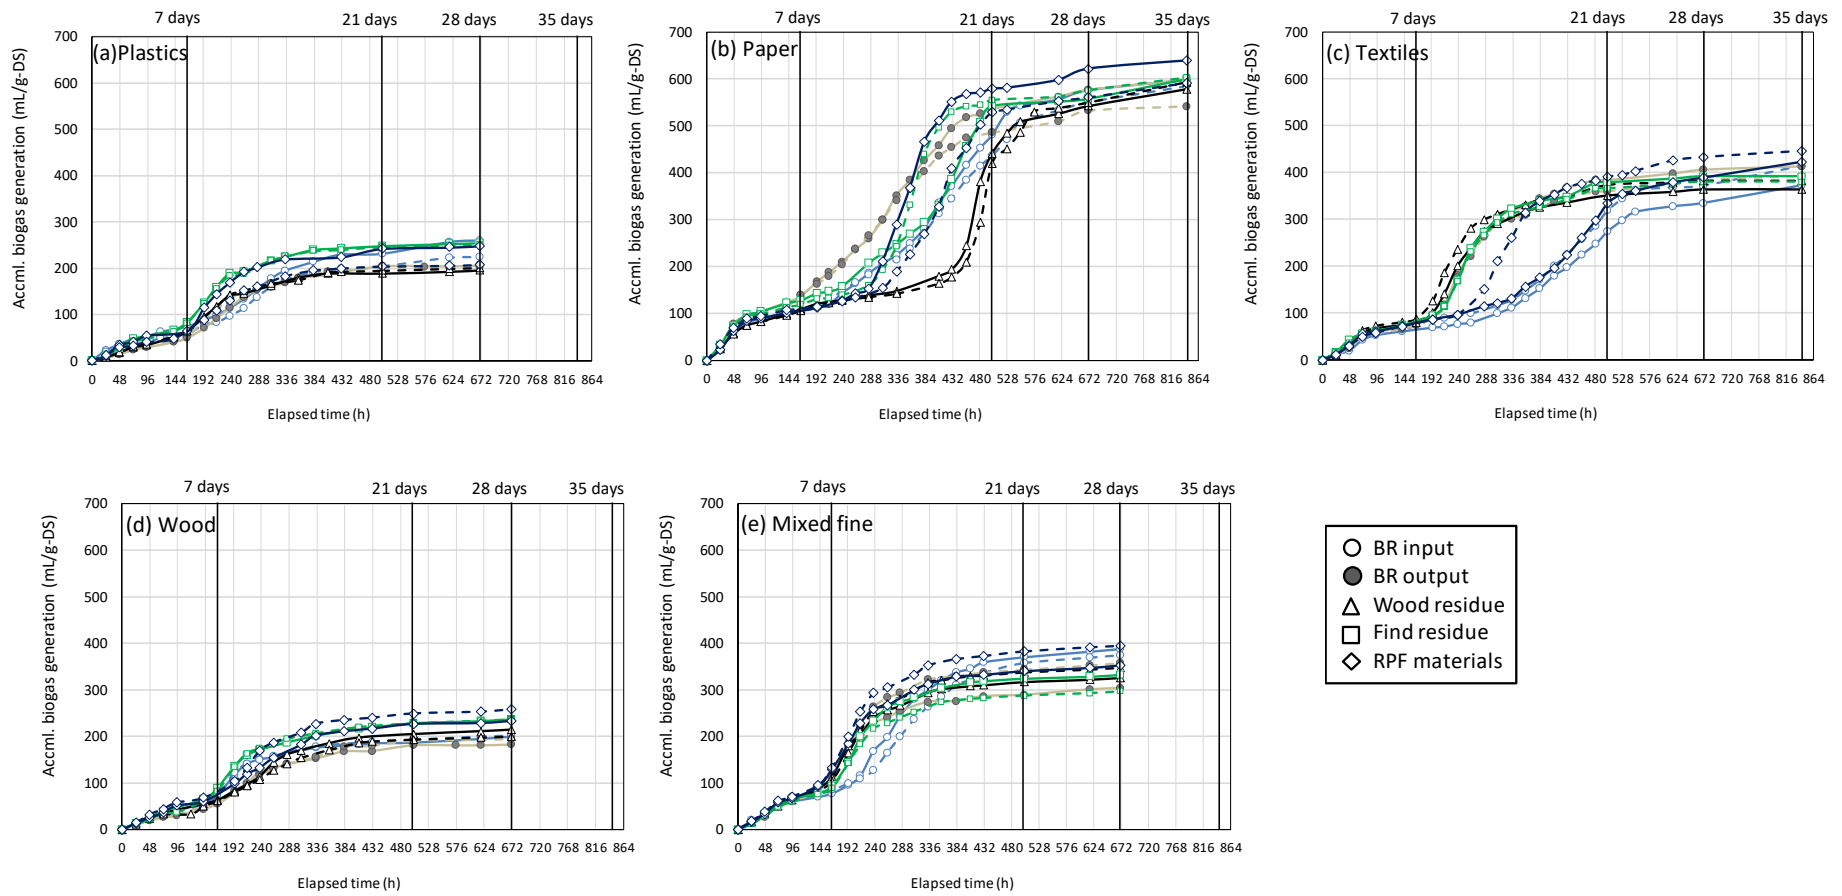 7 days 21 days 28 days 35 days
(a)Plastics
Accml. biogas generation (mL/g-DS)
700
600
500
400
300
200
100
0
0 48 96 144 192 240 288 336 384 432 480 528 576 624 672 720 768 816 864
Elapsed time (h)
7 days 21 days 28 days 35 days
(b) Paper
Accml. biogas generation (mL/g-DS)
700
600
500
400
300
200
100
0
0 48 96 144 192 240 288 336 384 432 480 528 576 624 672 720 768 816 864
Elapsed time (h)
7 days 21 days 28 days 35 days
(c) Textiles
Accml. biogas generation (mL/g-DS)
700
600
500
400
300
200
100
0
0 48 96 144 192 240 288 336 384 432 480 528 576 624 672 720 768 816 864
Elapsed time (h)
7 days 21 days 28 days 35 days
(d) Wood
Accml. biogas generation (mL/g-DS)
700
600
500
400
300
200
100
0
0 48 96 144 192 240 288 336 384 432 480 528 576 624 672 720 768 816 864
Elapsed time (h)
7 days 21 days 28 days 35 days
(e) Mixed fine
Accml. biogas generation (mL/g-DS)
700
600
500
400
300
200
100
0
0 48 96 144 192 240 288 336 384 432 480 528 576 624 672 720 768 816 864
Elapsed time (h)
BR input
BR output
Wood residue
Find residue
RPF materials